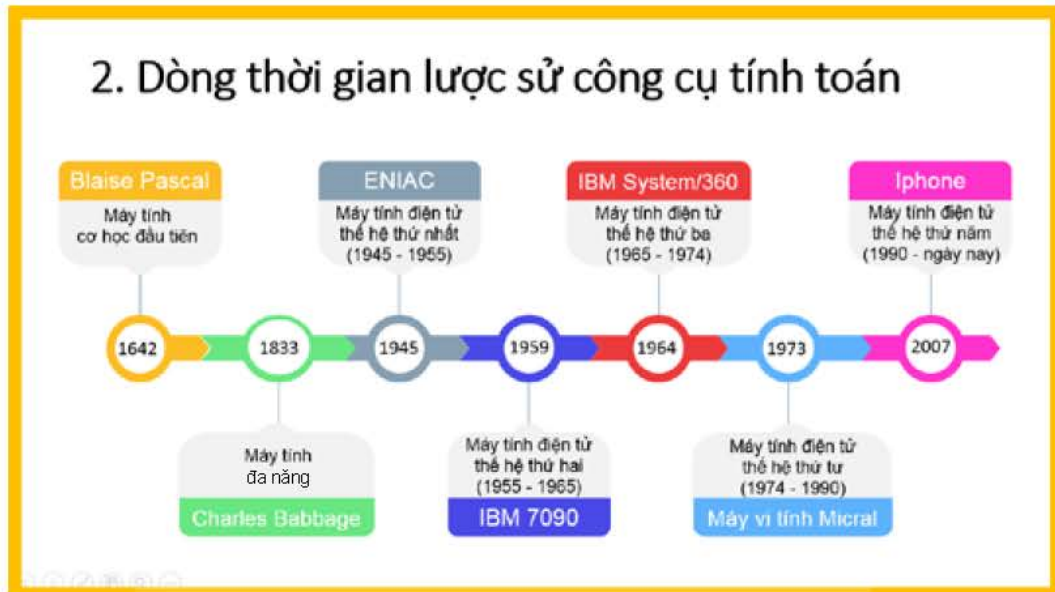 2. Dòng thời gian lược sử công cụ tính toán
Blaise Pascal
Máy tính
cơ học đầu tiên
ENIAC
Máy tính điện tử
thế hệ thứ nhất
(1945 - 1955)
IBM System/360
Máy tính điện tử
thế hệ thứ ba
(1965 - 1974)
Iphone
Máy tính điện tử
thế hệ thứ năm
(1990 - ngày nay)
1642
1833
1945
1959
1964
1973
2007
Máy tính
đa năng
Charles Babbage
Máy tính điện tử
thế hệ thứ hai
(1955 - 1965)
IBM 7090
Máy tính điện tử
thế hệ thứ tư
(1974 - 1990)
Máy vi tính Micral